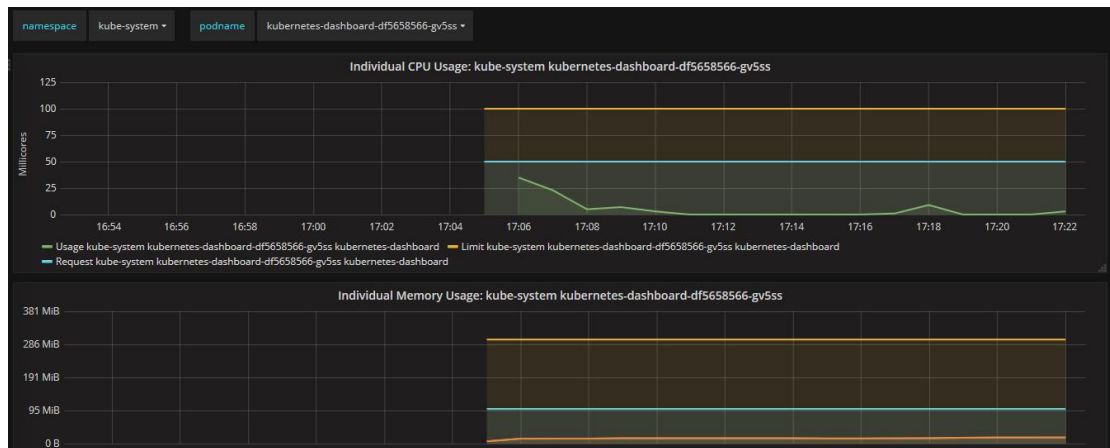 namespace kube-system podname kubernetes-dashboard-df5658566-gv5ss
Individual CPU Usage: kube-system kubernetes-dashboard-df5658566-gv5ss
125
100
75
50
25
0
Millicores
16:54 16:56 16:58 17:00 17:02 17:04 17:06 17:08 17:10 17:12 17:14 17:16 17:18 17:20 17:22
Usage kube-system kubernetes-dashboard-df5658566-gv5ss kubernetes-dashboard Limit kube-system kubernetes-dashboard-df5658566-gv5ss kubernetes-dashboard
Request kube-system kubernetes-dashboard-df5658566-gv5ss kubernetes-dashboard
Individual Memory Usage: kube-system kubernetes-dashboard-df5658566-gv5ss
381 MiB
286 MiB
191 MiB
95 MiB
0 B